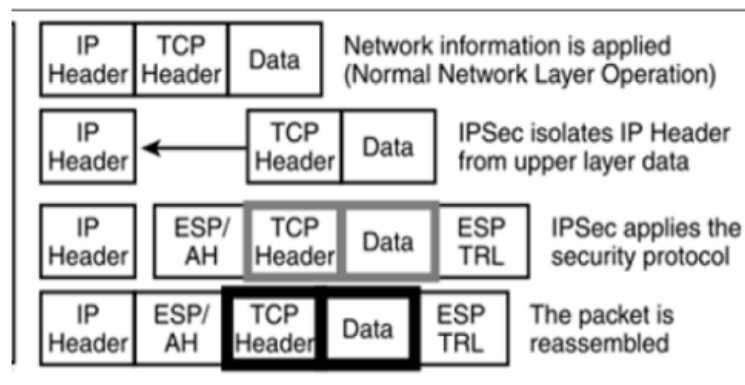 IP Header TCP Header Data Network information is applied
(Normal Network Layer Operation)
IP Header TCP Header Data IPSec isolates IP Header
from upper layer data
IP Header ESP/ AH TCP Header Data ESP TRL IPSec applies the
security protocol
IP Header ESP/ AH TCP Header Data ESP TRL The packet is
reassembled